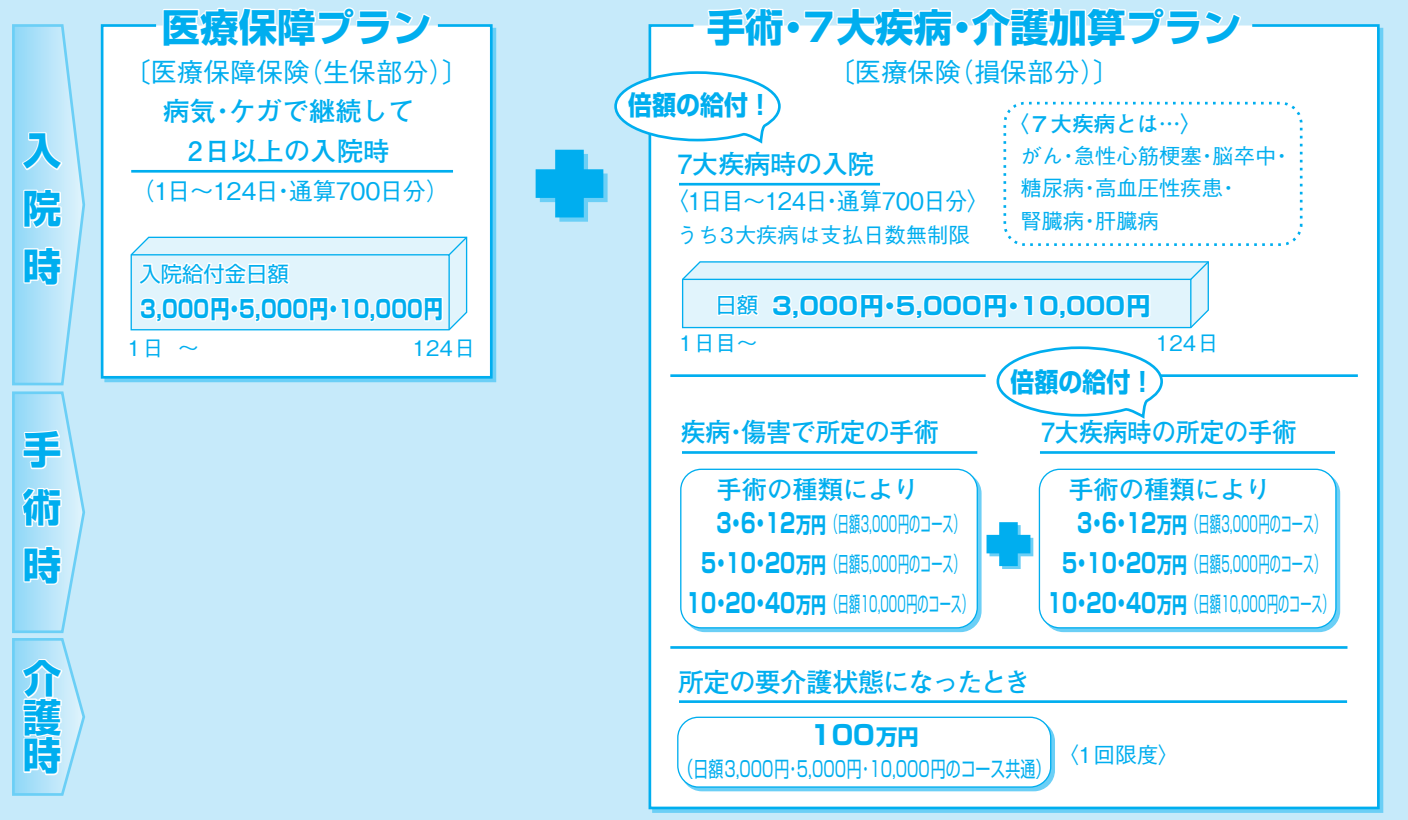 入院時
医療保障プラン
〔医療保障保険（生保部分）〕
病気・ケガで継続して
2日以上の入院時
（1日～124日・通算700日分）
入院給付金日額
3,000円・5,000円・10,000円
1日 ～ 124日
手術・7大疾病・介護加算プラン
〔医療保険（損保部分）〕
倍額の給付！
7大疾病時の入院
〈1日目～124日・通算700日分〉
うち3大疾病は支払日数無制限
〈7大疾病とは…〉
がん・急性心筋梗塞・脳卒中・
糖尿病・高血圧性疾患・
腎臓病・肝臓病
日額 3,000円・5,000円・10,000円
1日目～ 124日
手術時
疾病・傷害で所定の手術
手術の種類により
3・6・12万円（日額3,000円のコース）
5・10・20万円（日額5,000円のコース）
10・20・40万円（日額10,000円のコース）
倍額の給付！
7大疾病時の所定の手術
手術の種類により
3・6・12万円（日額3,000円のコース）
5・10・20万円（日額5,000円のコース）
10・20・40万円（日額10,000円のコース）
介護時
所定の要介護状態になったとき
100万円
（日額3,000円・5,000円・10,000円のコース共通）
〈1回限度〉